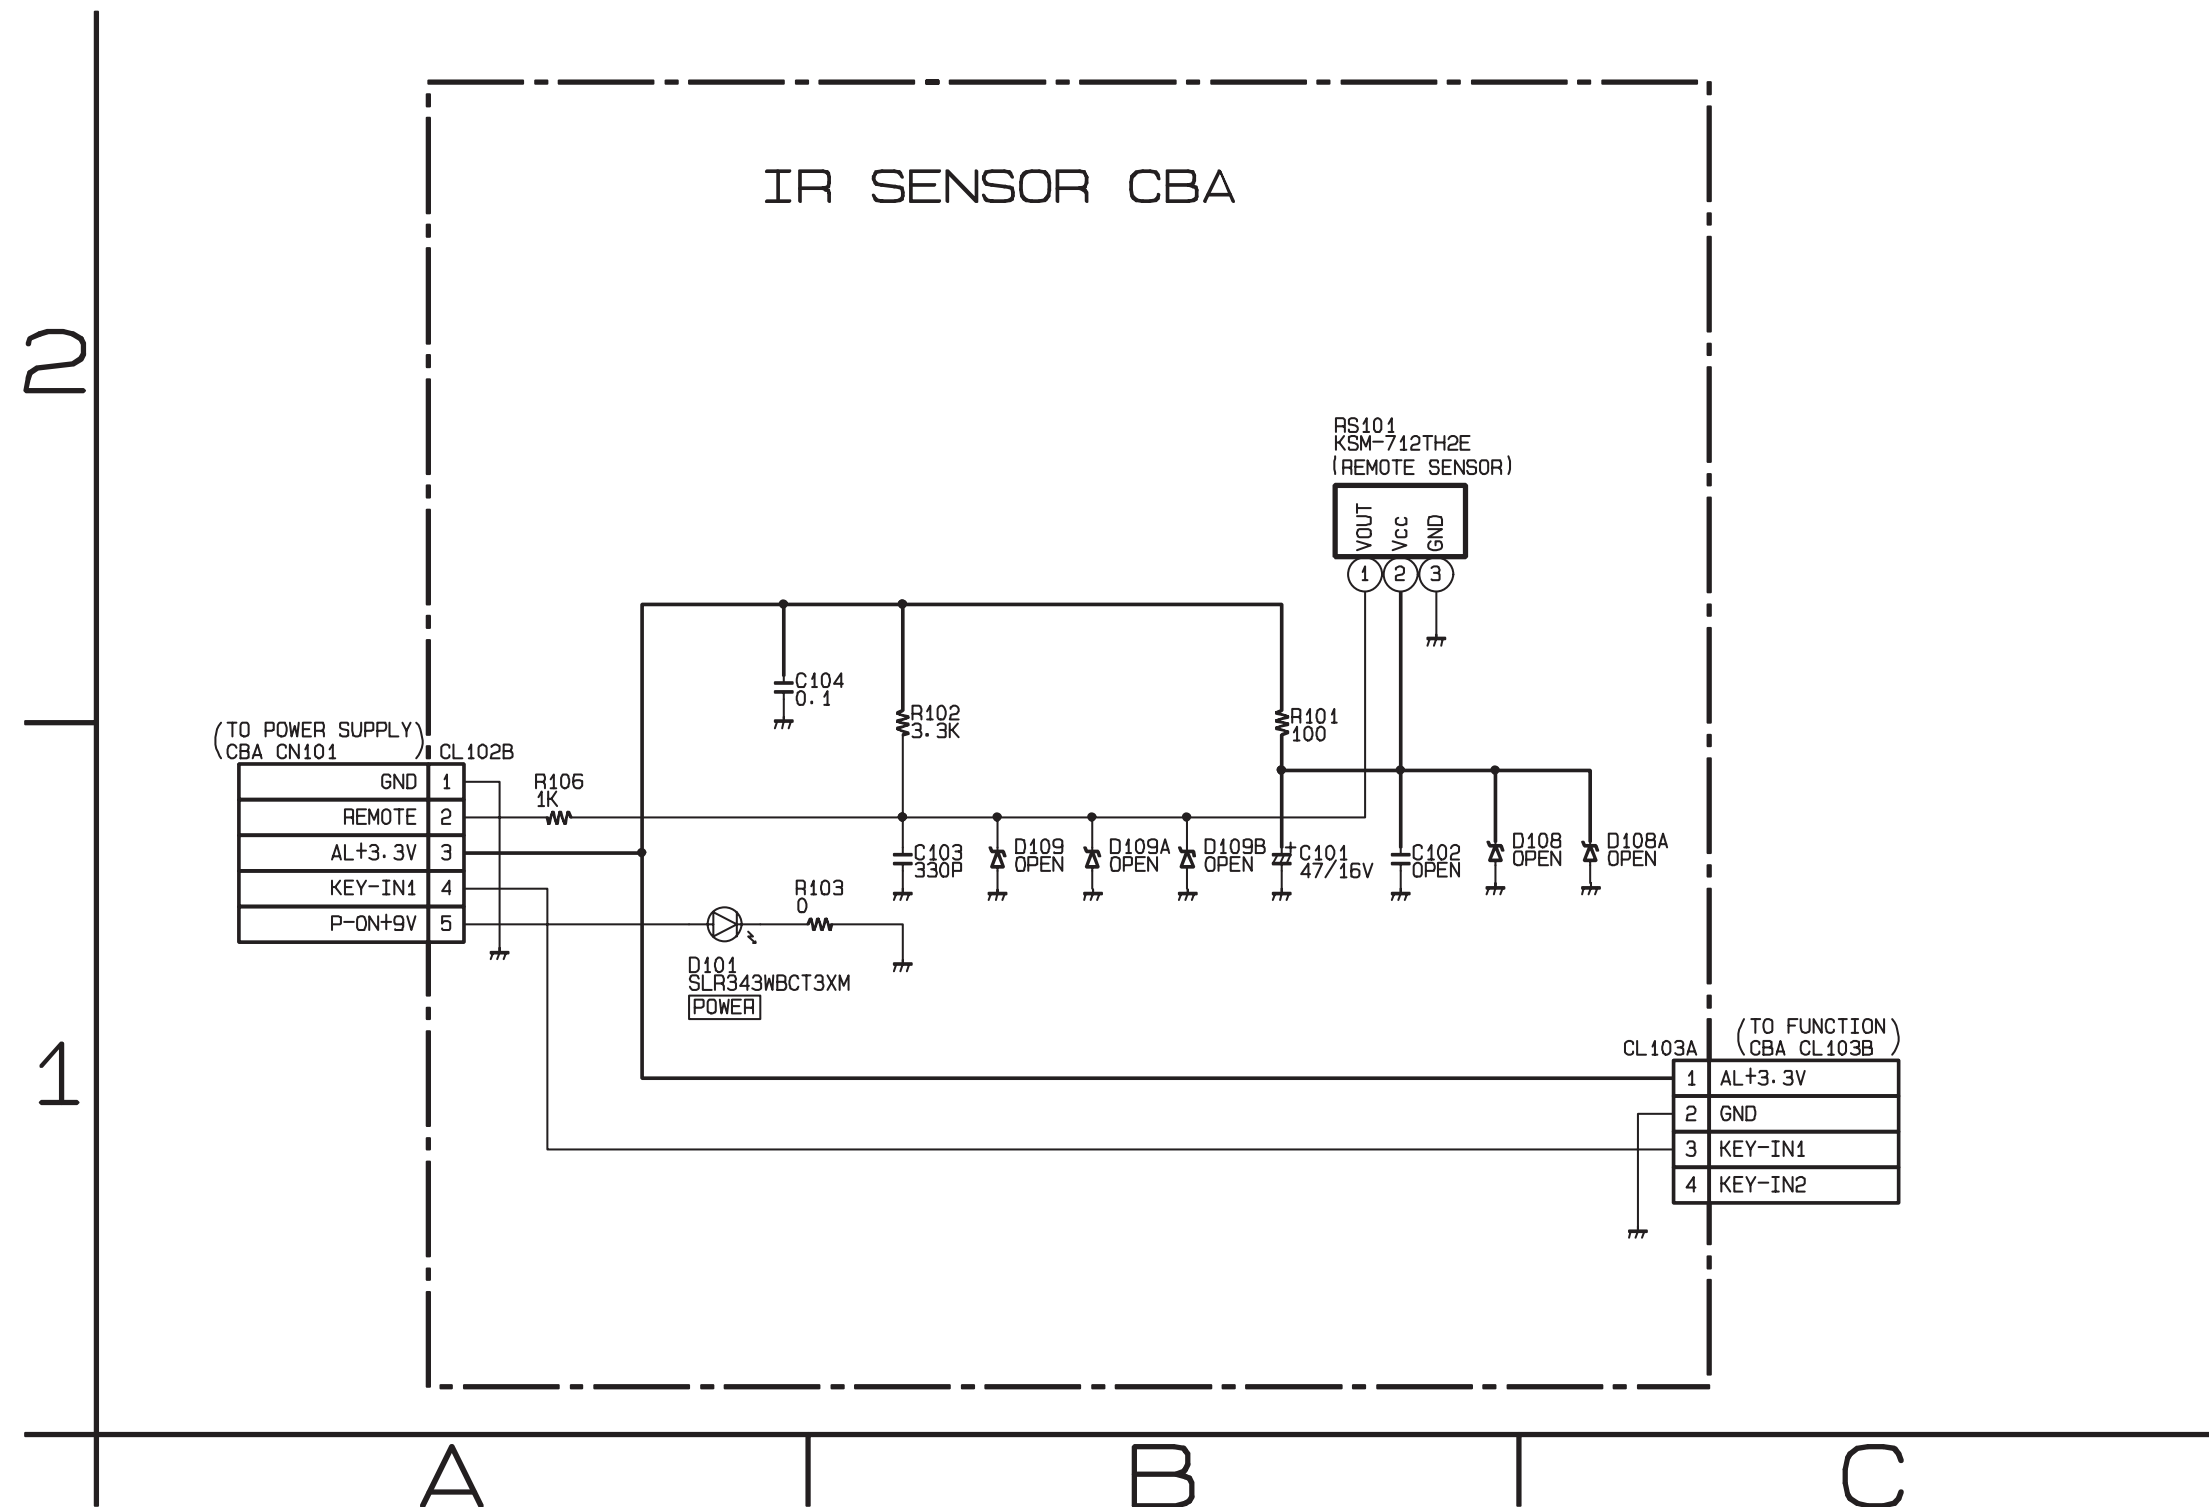 IR SENSOR CBA
2
RS101
KSM-712TH2E
(REMOTE SENSOR)
VOUT
Vcc
GND
1 2 3
C104
0.1
R102
3.3K
R101
100
(TO POWER SUPPLY
CBA CN101)
CL102B
GND 1
REMOTE 2
AL+3.3V 3
KEY-IN1 4
P-ON+9V 5
R106
1K
C103
330P
D109
OPEN
D109A
OPEN
D109B
OPEN
+
C101
47/16V
C102
OPEN
D108
OPEN
D108A
OPEN
R103
0
D101
SLR343WBCT3XM
POWER
1
CL103A
(TO FUNCTION
CBA CL103B)
1 AL+3.3V
2 GND
3 KEY-IN1
4 KEY-IN2
A B C